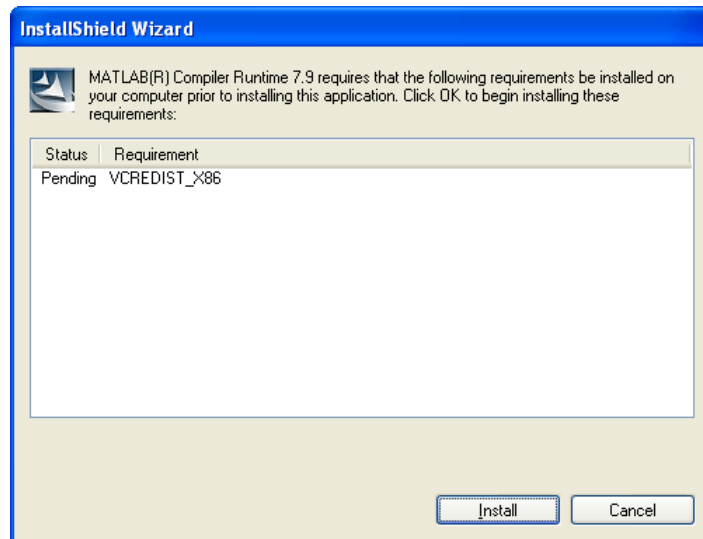 InstallShield Wizard
MATLAB(R) Compiler Runtime 7.9 requires that the following requirements be installed on
your computer prior to installing this application. Click OK to begin installing these
requirements:
Status Requirement
Pending VCREDIST_X86
Install Cancel